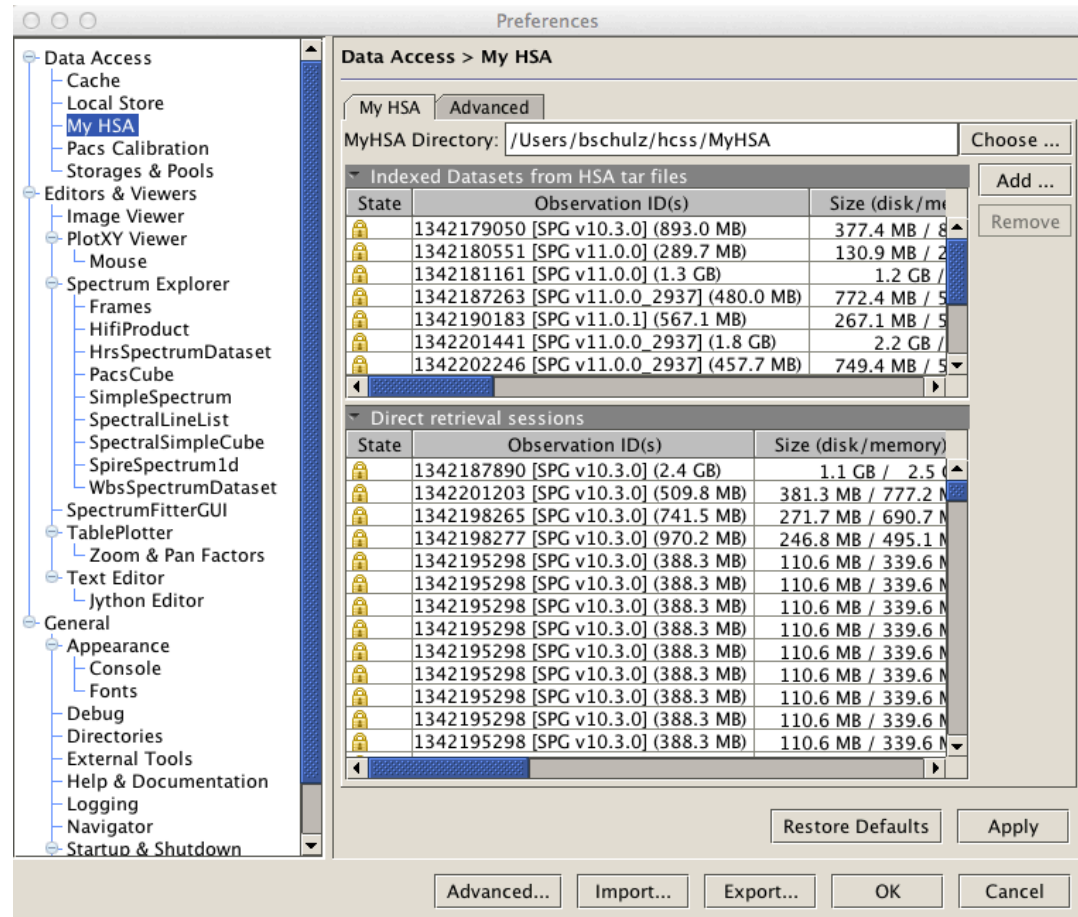 Preferences
Data Access
Cache
Local Store
My HSA
Pacs Calibration
Storages & Pools
Editors & Viewers
Image Viewer
PlotXY Viewer
Mouse
Spectrum Explorer
Frames
HifiProduct
HrsSpectrumDataset
PacsCube
SimpleSpectrum
SpectralLineList
SpectralSimpleCube
SpireSpectrum1d
WbsSpectrumDataset
SpectrumFitterGUI
TablePlotter
Zoom & Pan Factors
Text Editor
Jython Editor
General
Appearance
Console
Fonts
Debug
Directories
External Tools
Help & Documentation
Logging
Navigator
Startup & Shutdown
Data Access > My HSA
My HSA Advanced
MyHSA Directory: /Users/bschulz/hcss/MyHSA Choose ...
Indexed Datasets from HSA tar files Add ...
State Observation ID(s) Size (disk/me
Remove
1342179050 [SPG v10.3.0] (893.0 MB) 377.4 MB / 8
1342180551 [SPG v11.0.0] (289.7 MB) 130.9 MB / 2
1342181161 [SPG v11.0.0] (1.3 GB) 1.2 GB /
1342187263 [SPG v11.0.0_2937] (480.0 MB) 772.4 MB / 5
1342190183 [SPG v11.0.1] (567.1 MB) 267.1 MB / 5
1342201441 [SPG v11.0.0_2937] (1.8 GB) 2.2 GB /
1342202246 [SPG v11.0.0_2937] (457.7 MB) 749.4 MB / 5
Direct retrieval sessions
State Observation ID(s) Size (disk/memory)
1342187890 [SPG v10.3.0] (2.4 GB) 1.1 GB / 2.5
1342201203 [SPG v10.3.0] (509.8 MB) 381.3 MB / 777.2 M
1342198265 [SPG v10.3.0] (741.5 MB) 271.7 MB / 690.7 M
1342198277 [SPG v10.3.0] (970.2 MB) 246.8 MB / 495.1 M
1342195298 [SPG v10.3.0] (388.3 MB) 110.6 MB / 339.6 M
1342195298 [SPG v10.3.0] (388.3 MB) 110.6 MB / 339.6 M
1342195298 [SPG v10.3.0] (388.3 MB) 110.6 MB / 339.6 M
1342195298 [SPG v10.3.0] (388.3 MB) 110.6 MB / 339.6 M
1342195298 [SPG v10.3.0] (388.3 MB) 110.6 MB / 339.6 M
1342195298 [SPG v10.3.0] (388.3 MB) 110.6 MB / 339.6 M
1342195298 [SPG v10.3.0] (388.3 MB) 110.6 MB / 339.6 M
1342195298 [SPG v10.3.0] (388.3 MB) 110.6 MB / 339.6 M
1342195298 [SPG v10.3.0] (388.3 MB) 110.6 MB / 339.6 M
Restore Defaults Apply
Advanced... Import... Export... OK Cancel